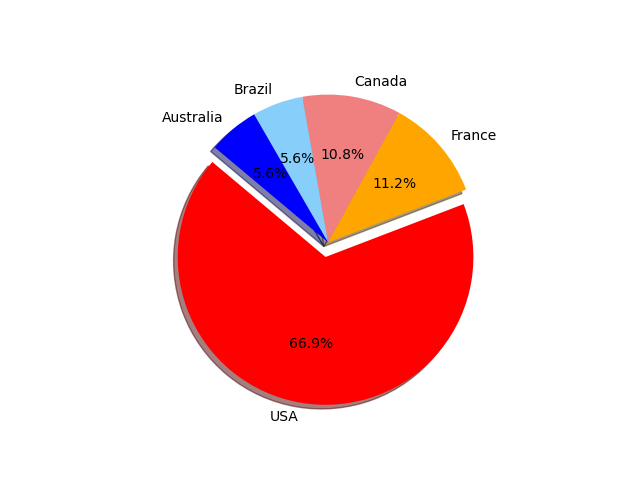 Canada
Brazil
Australia
France
10.8%
5.6%
5.6%
11.2%
66.9%
USA